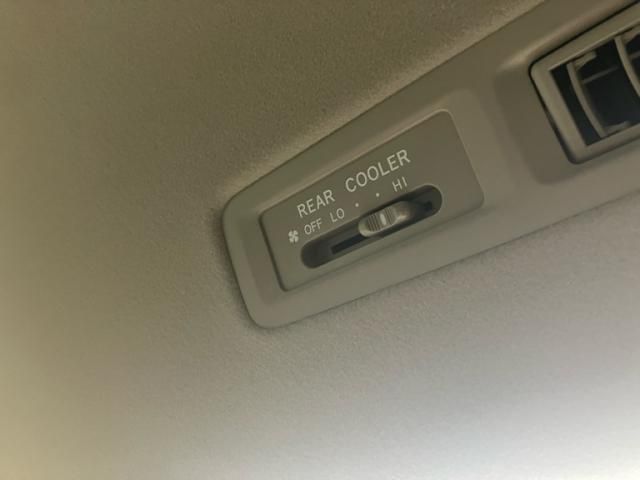 REAR COOLER
OFF LO • • HI